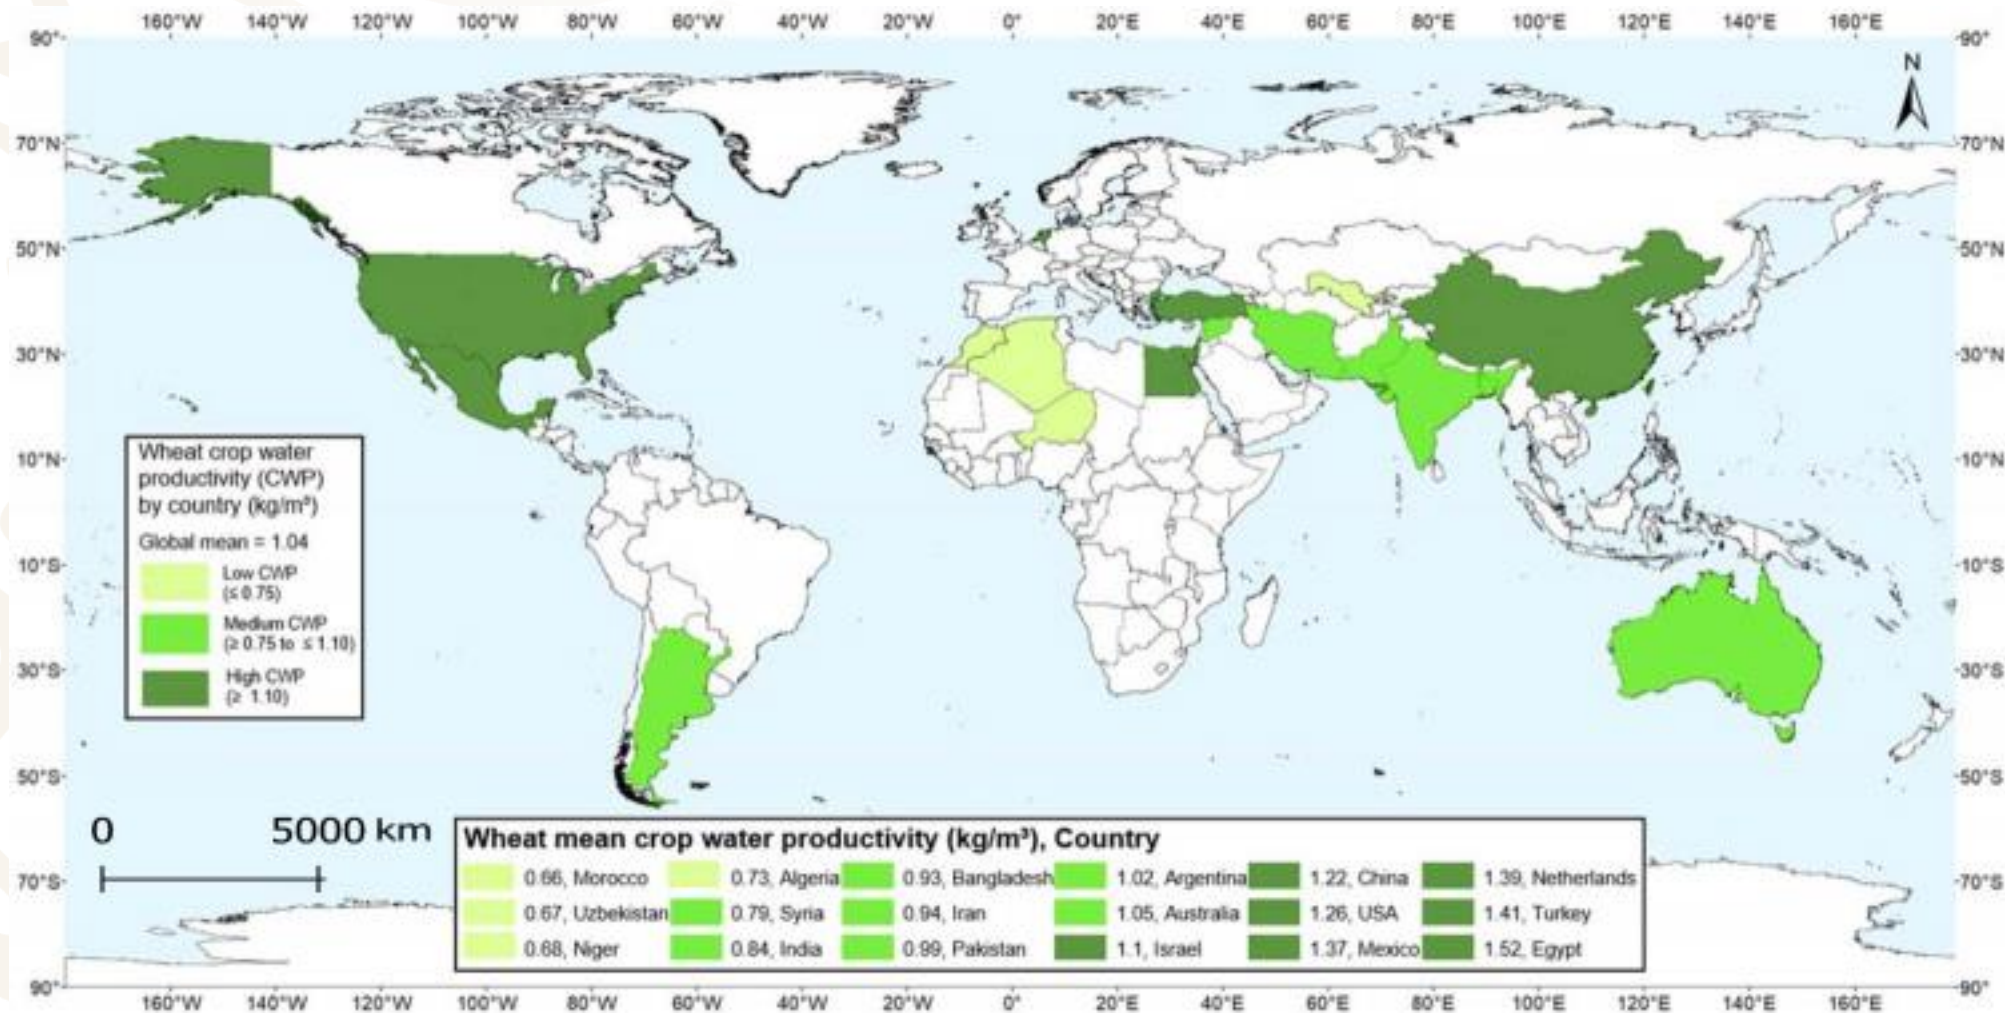 160°W 140°W 120°W 100°W 80°W 60°W 40°W 20°W 0° 20°E 40°E 60°E 80°E 100°E 120°E 140°E 160°E
90° 90°
N
70°N 70°N
50°N 50°N
30°N 30°N
10°N 10°N
10°S 10°S
30°S 30°S
50°S 50°S
70°S 70°S
90° 90°
Wheat crop water
productivity (CWP)
by country (kg/m³)
Global mean = 1.04
Low CWP
(≤ 0.75)
Medium CWP
(≥ 0.75 to ≤ 1.10)
High CWP
(≥ 1.10)
0 5000 km
Wheat mean crop water productivity (kg/m³), Country
0.66, Morocco 0.73, Algeria 0.93, Bangladesh 1.02, Argentina 1.22, China 1.39, Netherlands
0.67, Uzbekistan 0.79, Syria 0.94, Iran 1.05, Australia 1.26, USA 1.41, Turkey
0.68, Niger 0.84, India 0.99, Pakistan 1.1, Israel 1.37, Mexico 1.52, Egypt
160°W 140°W 120°W 100°W 80°W 60°W 40°W 20°W 0° 20°E 40°E 60°E 80°E 100°E 120°E 140°E 160°E